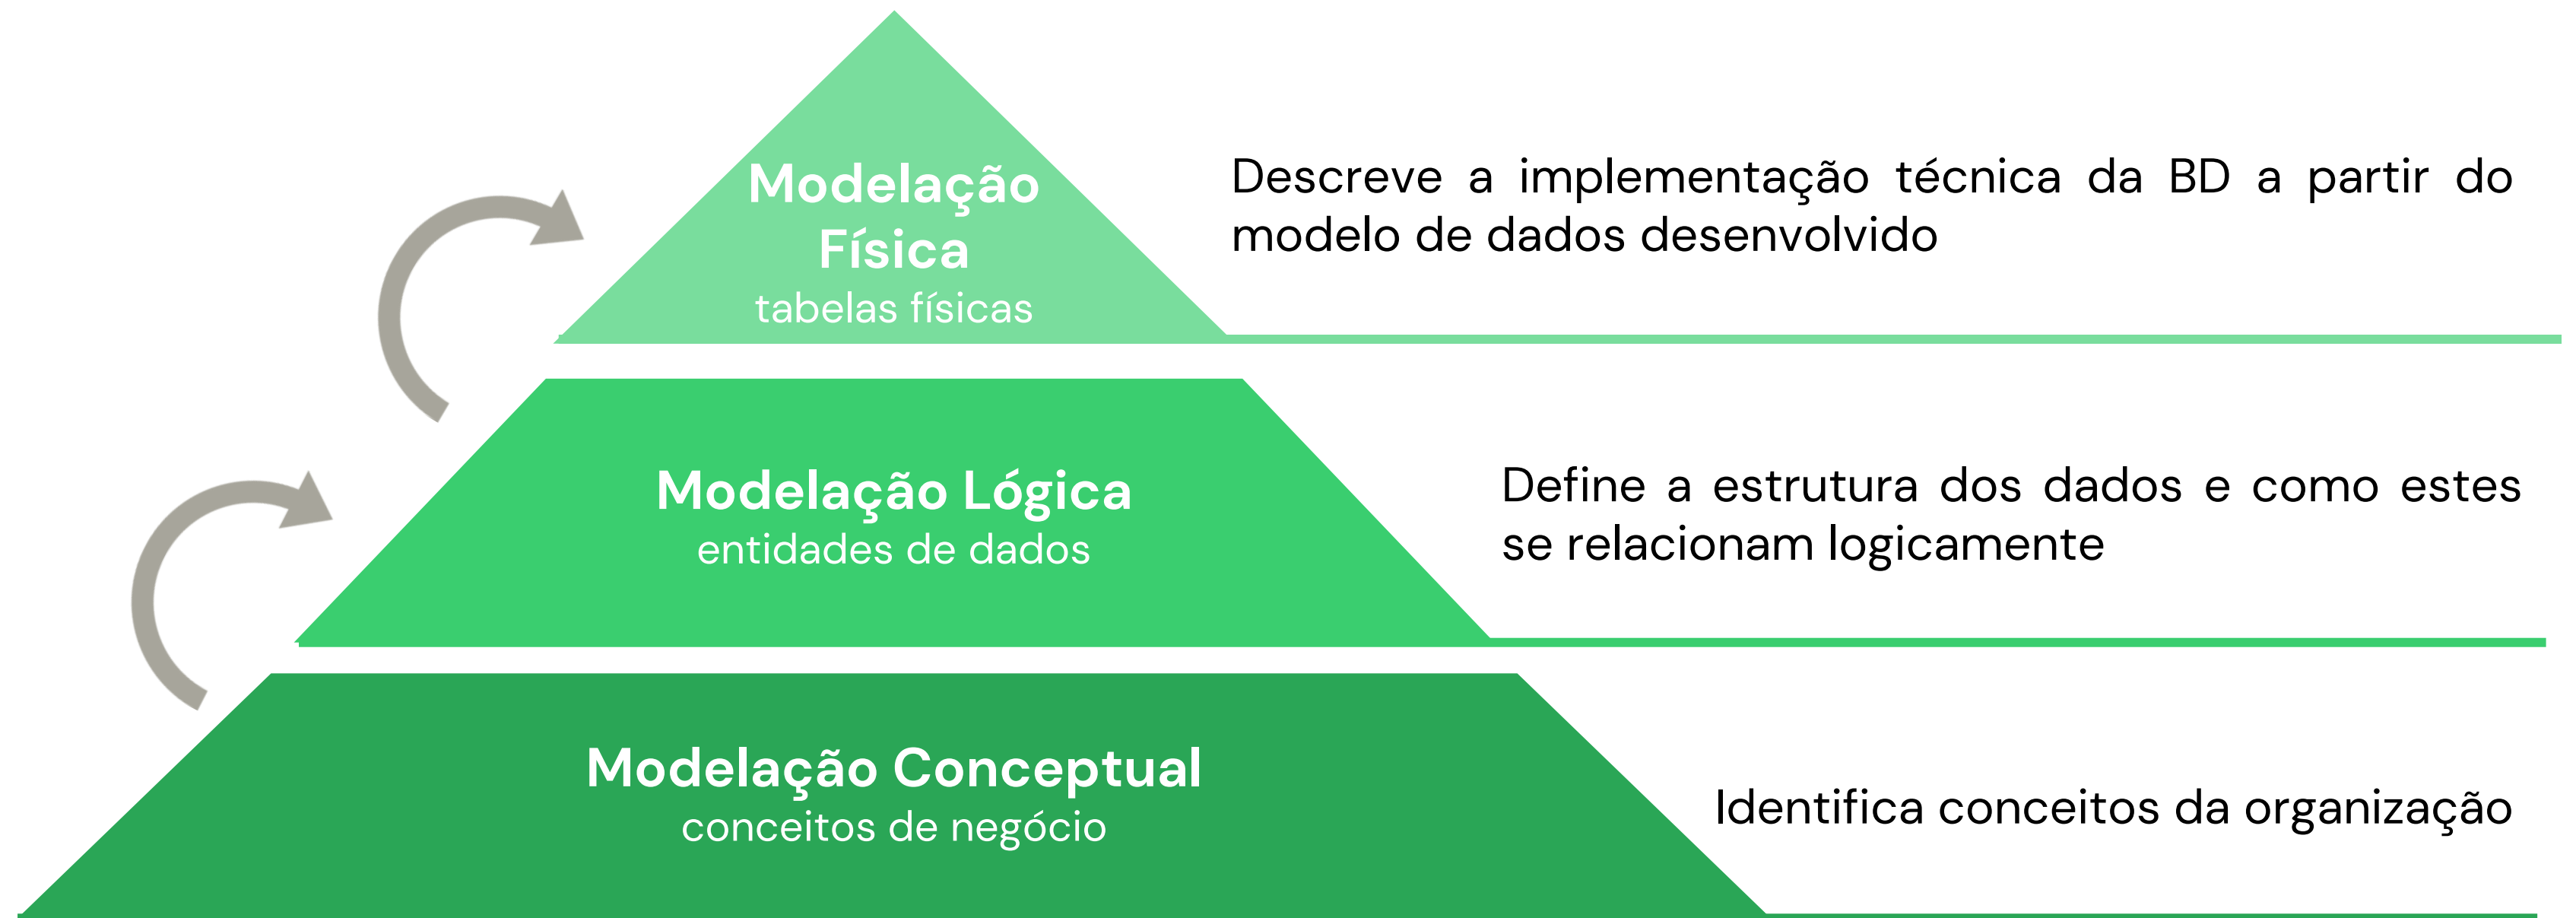 Modelação
Física
tabelas físicas
Descreve a implementação técnica da BD a partir do
modelo de dados desenvolvido
Modelação Lógica
entidades de dados
Define a estrutura dos dados e como estes
se relacionam logicamente
Modelação Conceptual
conceitos de negócio
Identifica conceitos da organização